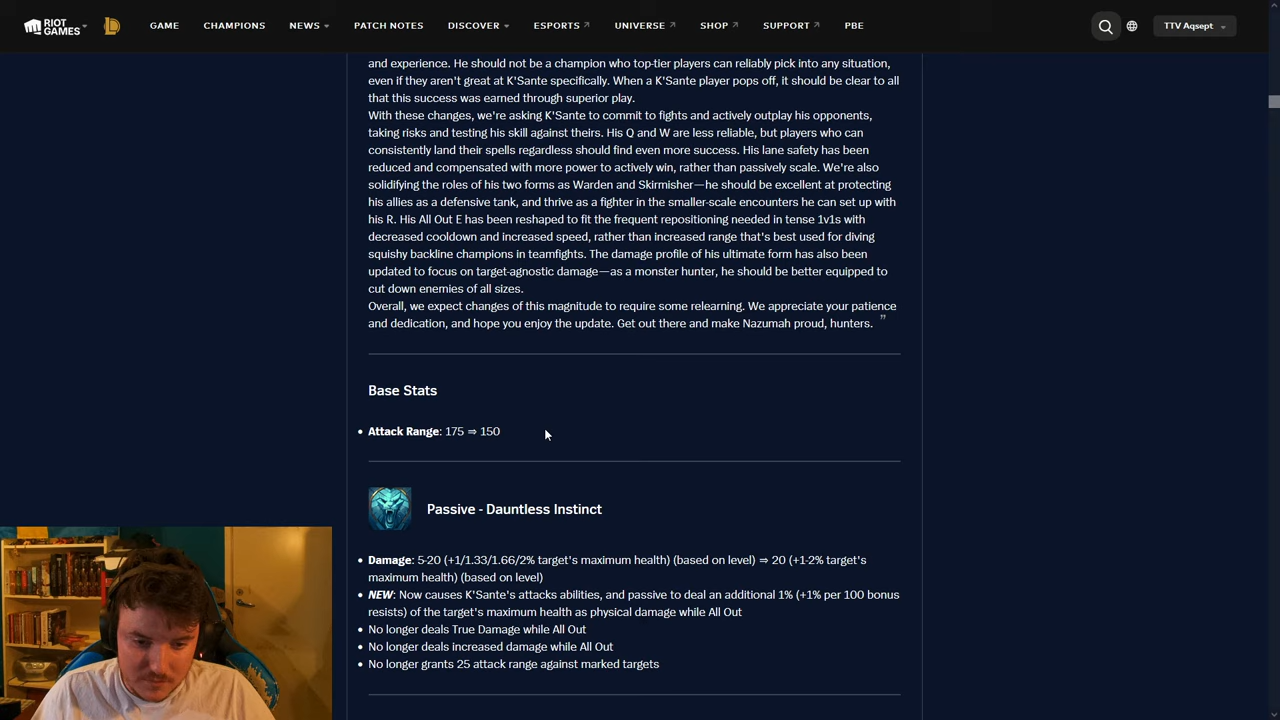 RIOT GAMES
GAME
CHAMPIONS
NEWS
PATCH NOTES
DISCOVER
ESPORTS
UNIVERSE
SHOP
SUPPORT
PBE
TTV Aqsept
and experience. He should not be a champion who top-tier players can reliably pick into any situation,
even if they aren't great at K'Sante specifically. When a K'Sante player pops off, it should be clear to all
that this success was earned through superior play.
With these changes, we're asking K'Sante to commit to fights and actively outplay his opponents,
taking risks and testing his skill against theirs. His Q and W are less reliable, but players who can
consistently land their spells regardless should find even more success. His lane safety has been
reduced and compensated with more power to actively win, rather than passively scale. We're also
solidifying the roles of his two forms as Warden and Skirmisher—he should be excellent at protecting
his allies as a defensive tank, and thrive as a fighter in the smaller-scale encounters he can set up with
his R. His All Out E has been reshaped to fit the frequent repositioning needed in tense 1v1s with
decreased cooldown and increased speed, rather than increased range that's best used for diving
squishy backline champions in teamfights. The damage profile of his ultimate form has also been
updated to focus on target-agnostic damage—as a monster hunter, he should be better equipped to
cut down enemies of all sizes.
Overall, we expect changes of this magnitude to require some relearning. We appreciate your patience
and dedication, and hope you enjoy the update. Get out there and make Nazumah proud, hunters. ”
Base Stats
• Attack Range: 175 ⇒ 150
Passive - Dauntless Instinct
• Damage: 5-20 (+1/1.33/1.66/2% target's maximum health) (based on level) ⇒ 20 (+1-2% target's
maximum health) (based on level)
• NEW: Now causes K'Sante's attacks abilities, and passive to deal an additional 1% (+1% per 100 bonus
resists) of the target's maximum health as physical damage while All Out
• No longer deals True Damage while All Out
• No longer deals increased damage while All Out
• No longer grants 25 attack range against marked targets